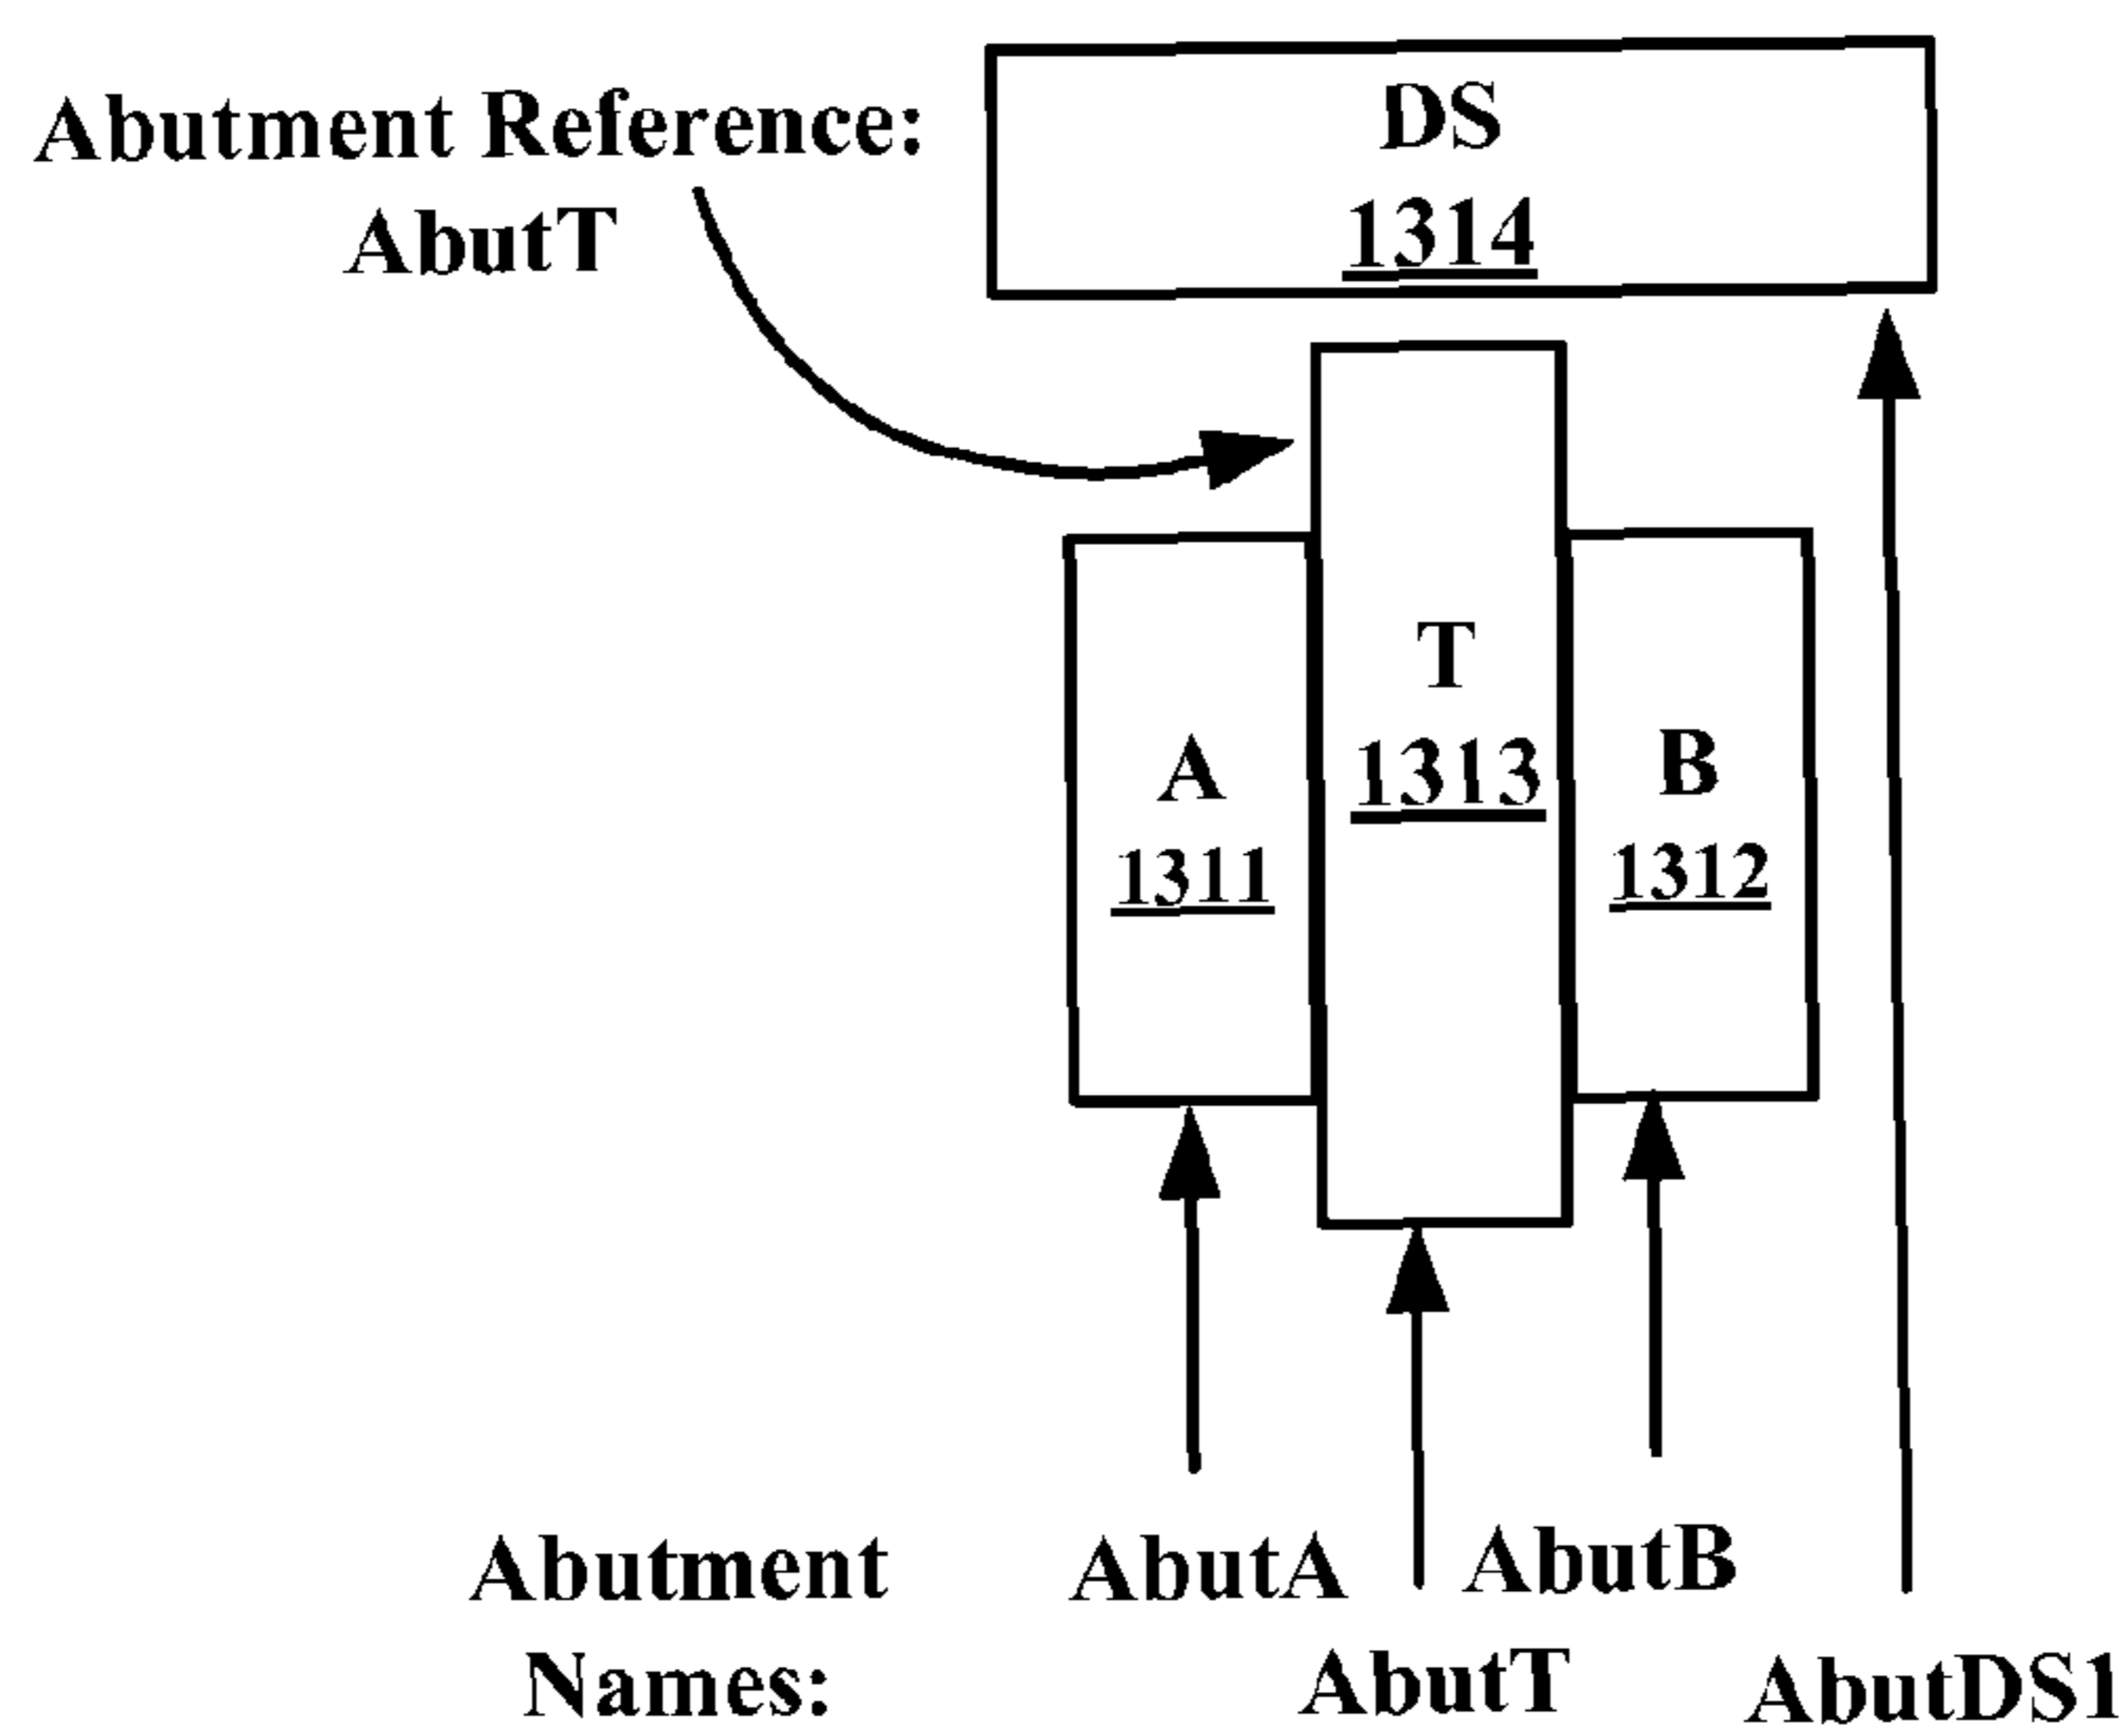 Abutment Reference:
AbutT
DS
1314
T
1313
A
1311
B
1312
Abutment
Names:
AbutA
AbutT
AbutB
AbutDS1